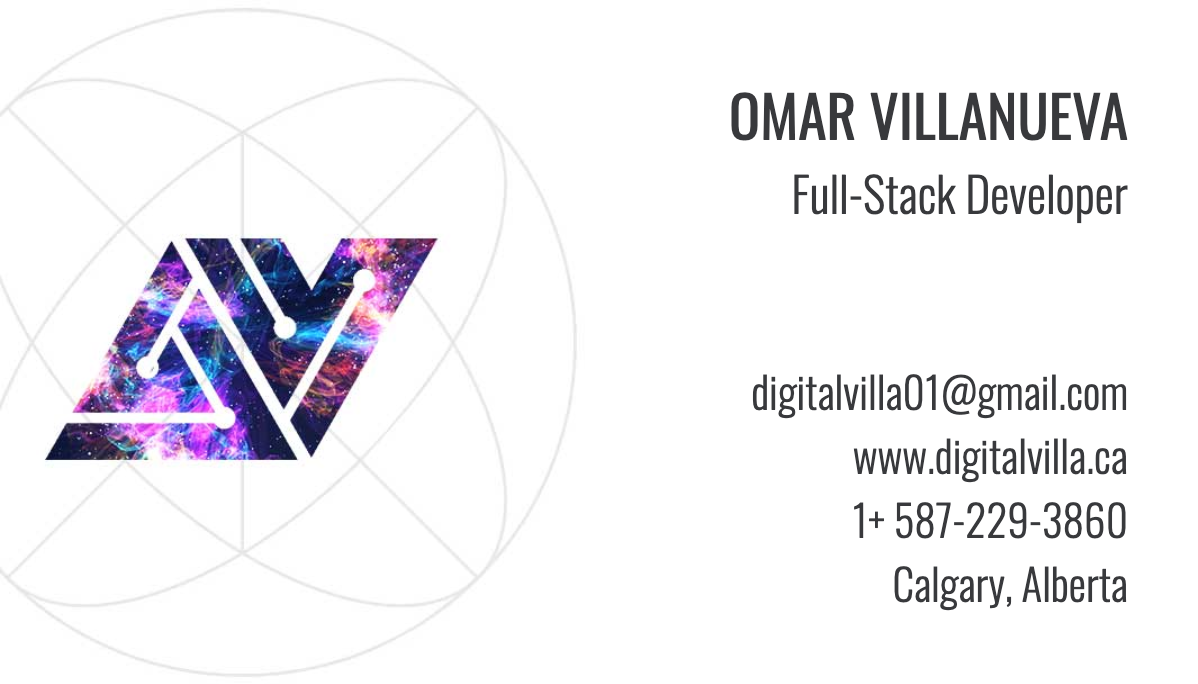 OMAR VILLANUEVA
Full-Stack Developer
digitalvilla01@gmail.com
www.digitalvilla.ca
1+ 587-229-3860
Calgary, Alberta